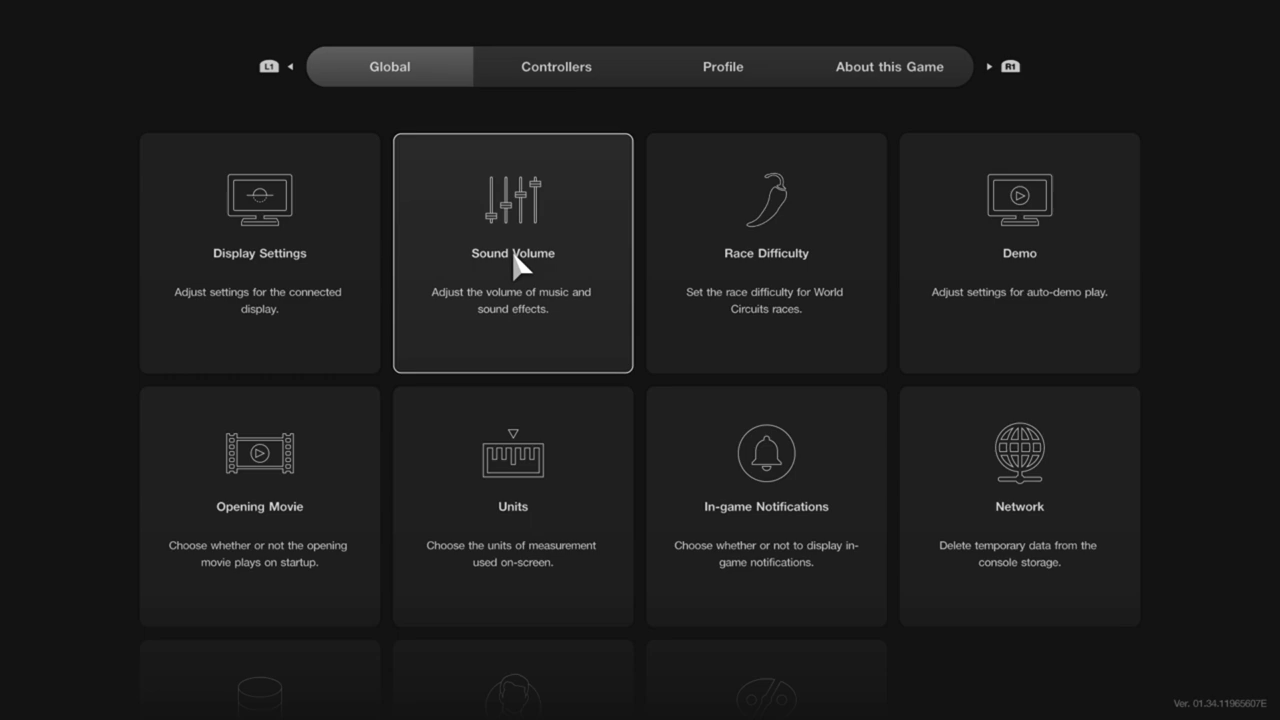 L1 Global Controllers Profile About this Game R1
Display Settings
Adjust settings for the connected
display.
Sound Volume
Adjust the volume of music and
sound effects.
Race Difficulty
Set the race difficulty for World
Circuits races.
Demo
Adjust settings for auto-demo play.
Opening Movie
Choose whether or not the opening
movie plays on startup.
Units
Choose the units of measurement
used on-screen.
In-game Notifications
Choose whether or not to display in-
game notifications.
Network
Delete temporary data from the
console storage.
Ver. 01.34.11965607E